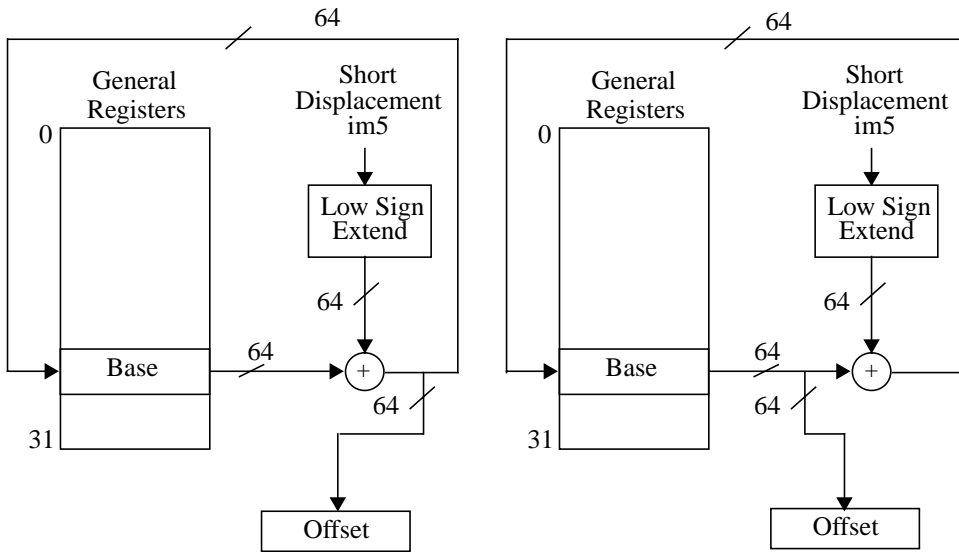 64
General
Registers
Short
Displacement
im5
0
Low Sign
Extend
64
Base
64
+
64
31
Offset
64
General
Registers
Short
Displacement
im5
0
Low Sign
Extend
64
Base
64
+
64
31
Offset